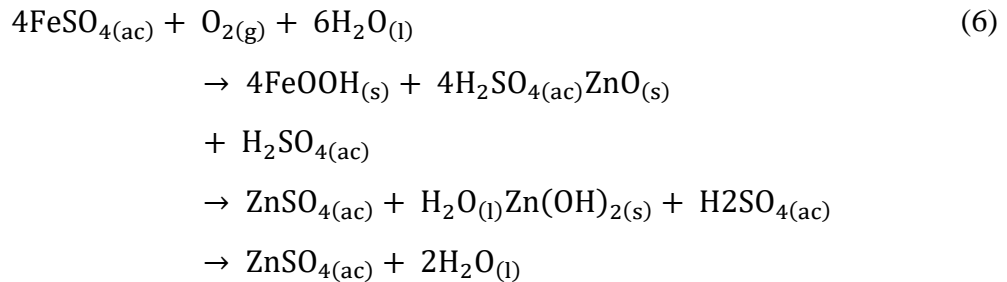 4FeSO₄₍ac₎ + O₂₍g₎ + 6H₂O₍l₎ (6)
→ 4FeOOH₍s₎ + 4H₂SO₄₍ac₎ZnO₍s₎
+ H₂SO₄₍ac₎
→ ZnSO₄₍ac₎ + H₂O₍l₎Zn(OH)₂₍s₎ + H2SO₄₍ac₎
→ ZnSO₄₍ac₎ + 2H₂O₍l₎